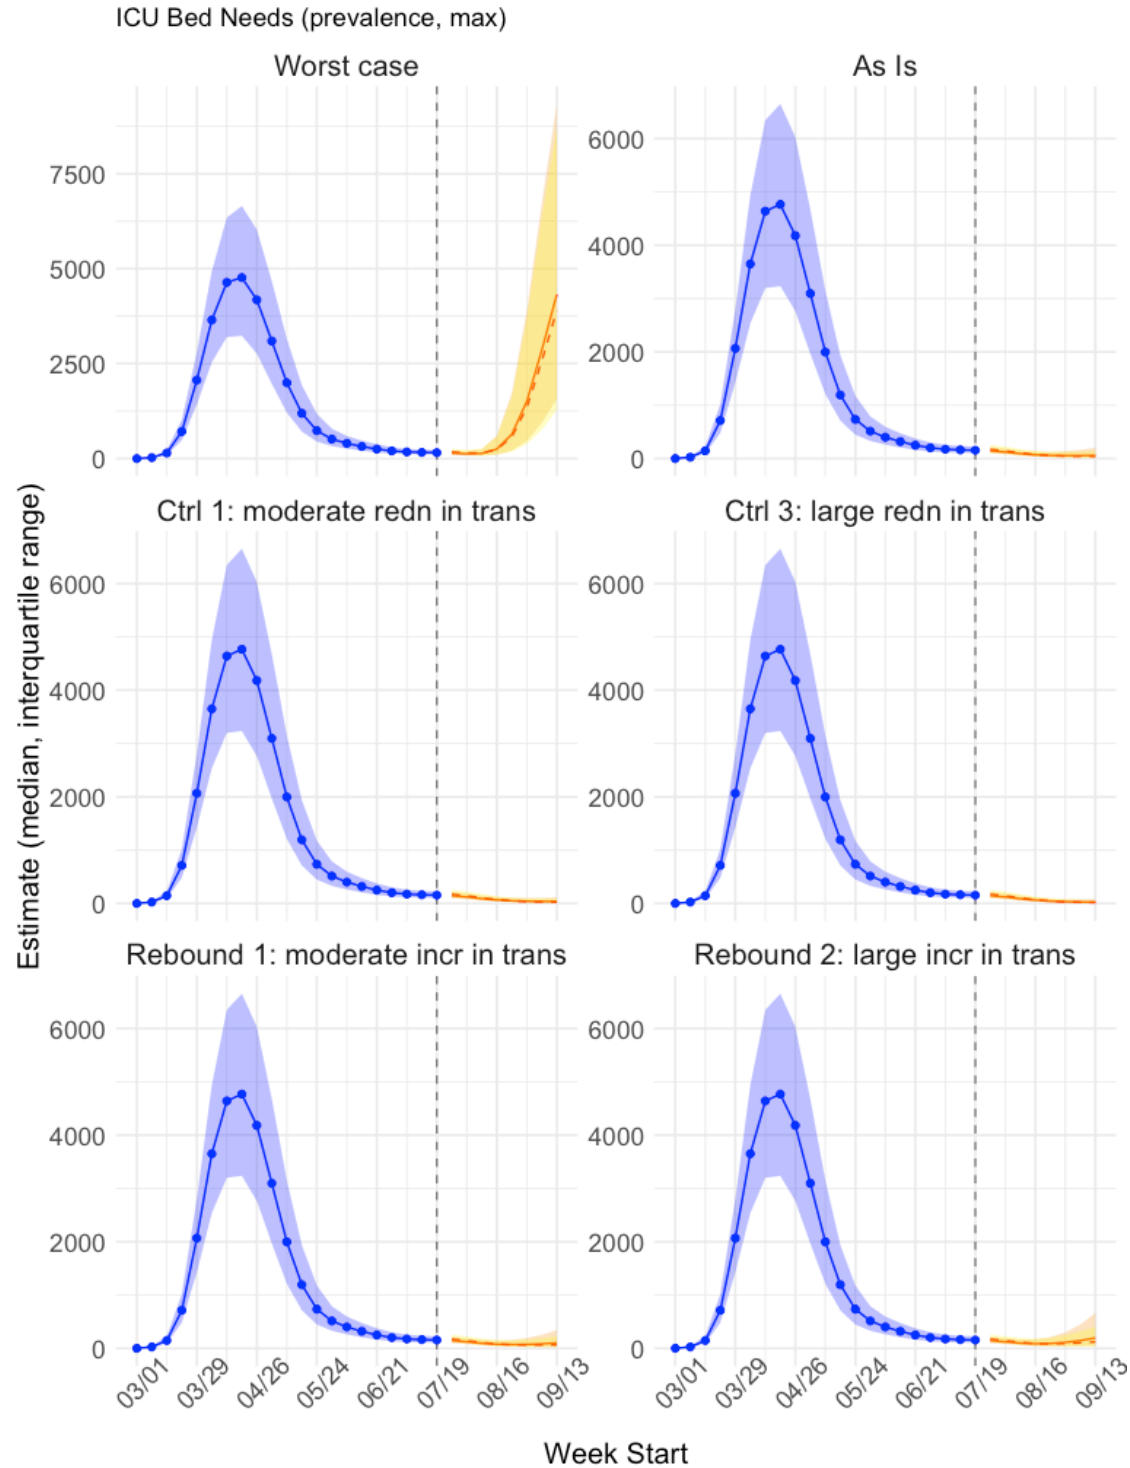 ICU Bed Needs (prevalence, max)
Worst case
As Is
7500
5000
2500
0
6000
4000
2000
0
Ctrl 1: moderate redn in trans
Ctrl 3: large redn in trans
6000
4000
2000
0
6000
4000
2000
0
Rebound 1: moderate incr in trans
Rebound 2: large incr in trans
6000
4000
2000
0
6000
4000
2000
0
03/01 03/29 04/26 05/24 06/21 07/19 08/16 09/13
03/01 03/29 04/26 05/24 06/21 07/19 08/16 09/13
Estimate (median, interquartile range)
Week Start